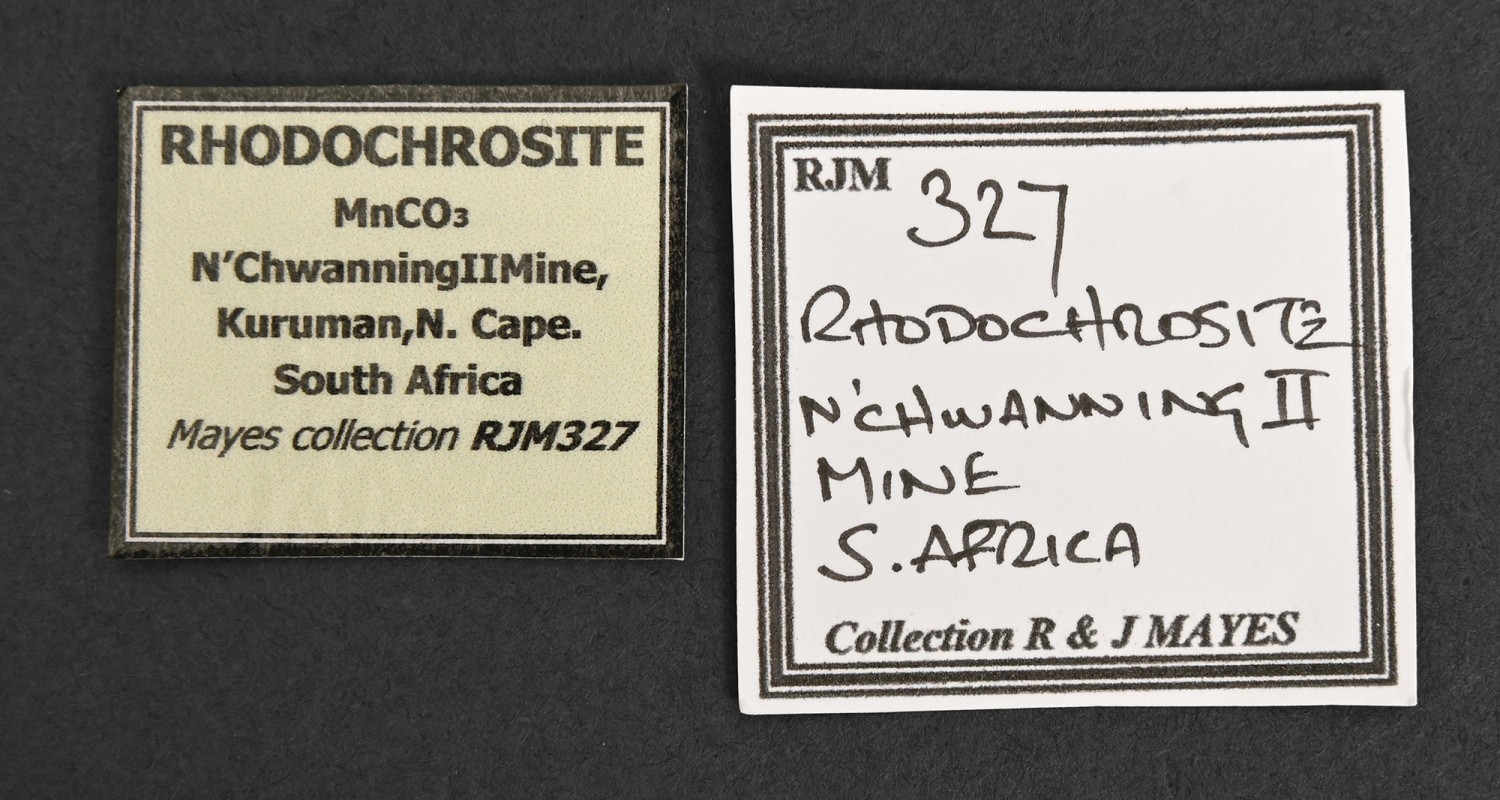 RHODOCHROSITE
MnCO₃
N'ChwanningIIMine,
Kuruman,N. Cape.
South Africa
Mayes collection RJM327
RJM 327
RHODOCHROSITE
N'CHWANNING II
MINE
S. AFRICA
Collection R & J MAYES